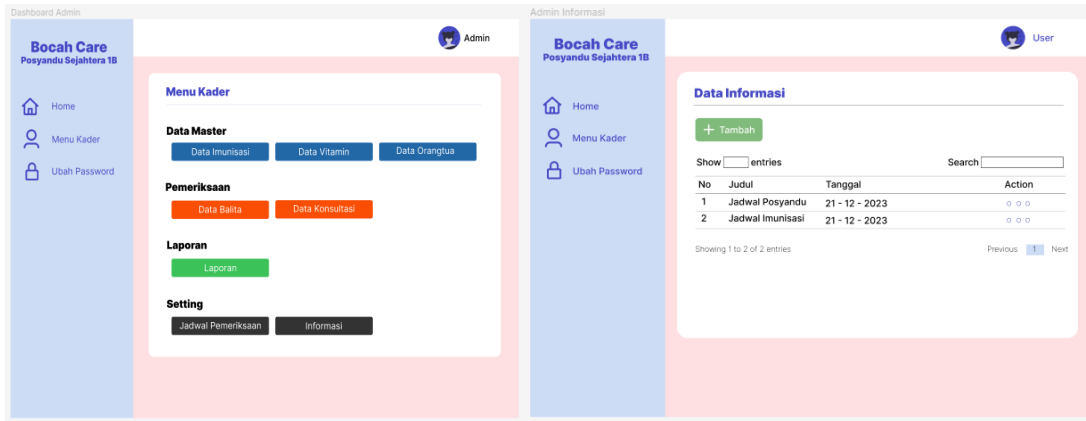 Dashboard Admin
Bocah Care
Posyandu Sejahtera 1B
Home
Menu Kader
Ubah Password
Admin
Menu Kader
Data Master
Data Imunisasi Data Vitamin Data Orangtua
Pemeriksaan
Data Balita Data Konsultasi
Laporan
Laporan
Setting
Jadwal Pemeriksaan Informasi
Admin Informasi
Bocah Care
Posyandu Sejahtera 1B
Home
Menu Kader
Ubah Password
User
Data Informasi
+ Tambah
Show entries Search
No Judul Tanggal Action
1 Jadwal Posyandu 21 - 12 - 2023
2 Jadwal Imunisasi 21 - 12 - 2023
Showing 1 to 2 of 2 entries Previous 1 Next